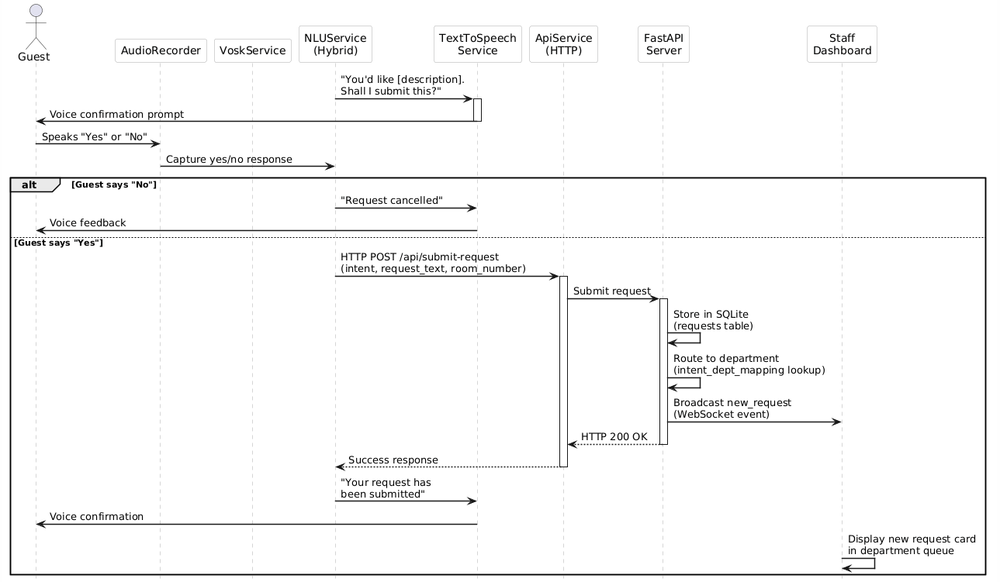 Guest
AudioRecorder
VoskService
NLUService
(Hybrid)
TextToSpeech
Service
ApiService
(HTTP)
FastAPI
Server
Staff
Dashboard
"You'd like [description].
Shall I submit this?"
Voice confirmation prompt
Speaks "Yes" or "No"
Capture yes/no response
alt
[Guest says "No"]
"Request cancelled"
Voice feedback
[Guest says "Yes"]
HTTP POST /api/submit-request
(intent, request_text, room_number)
Submit request
Store in SQLite
(requests table)
Route to department
(intent_dept_mapping lookup)
Broadcast new_request
(WebSocket event)
HTTP 200 OK
Success response
"Your request has
been submitted"
Voice confirmation
Display new request card
in department queue